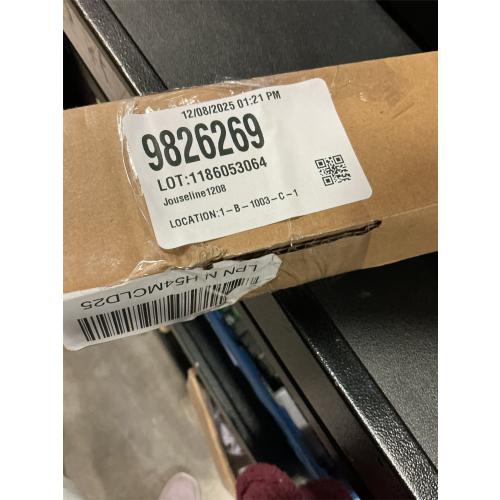 12/08/2025 01:21 PM
9826269
LOT:1186053064
Jouseline1208
LOCATION:1-B-1003-C-1
LPN N H54MCLD25